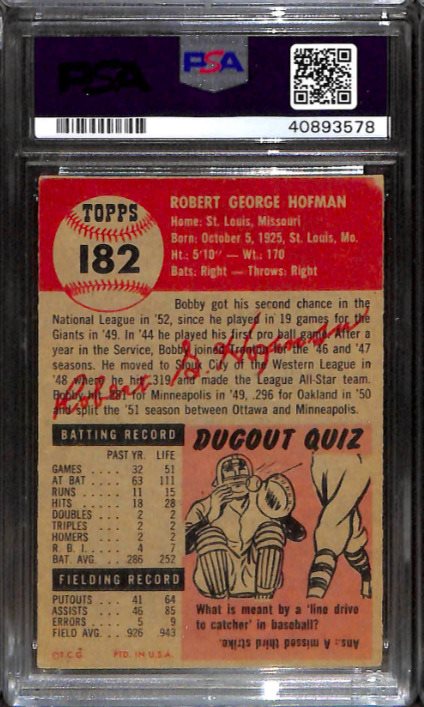 PSA
PSA
40893578
TOPPS
182
ROBERT GEORGE HOFMAN
Home: St. Louis, Missouri
Born: October 5, 1925, St. Louis, Mo.
Ht.: 5'10" — Wt.: 170
Bats: Right — Throws: Right
Bobby got his second chance in the
National League in '52, since he played in 19 games for the
Giants in '49. In '44 he played his first pro ball game. After
a year in the Service, Bobby joined Trenton for the '46 and '47
seasons. He moved to Sioux City of the Western League in
'48 where he hit .319 and made the League All-Star team.
Bobby hit .291 for Minneapolis in '49, .296 for Oakland in '50
and split the '51 season between Ottawa and Minneapolis.
Robert G. Hofman
BATTING RECORD
PAST YR. LIFE
GAMES . . . . 32 51
AT BAT . . . . 63 111
RUNS . . . . 11 15
HITS . . . . 18 28
DOUBLES . . . 2 2
TRIPLES . . . 2 2
HOMERS . . . 2 2
R. B. I. . . . . 4 7
BAT. AVG. . . . .286 .252
FIELDING RECORD
PUTOUTS . . . 41 64
ASSISTS . . . 46 85
ERRORS . . . 5 9
FIELD AVG. . .926 .943
©T.C.G. PTD. IN U.S.A.
DUGOUT QUIZ
What is meant by a 'line drive
to catcher' in baseball?
Ans.: A missed third strike.